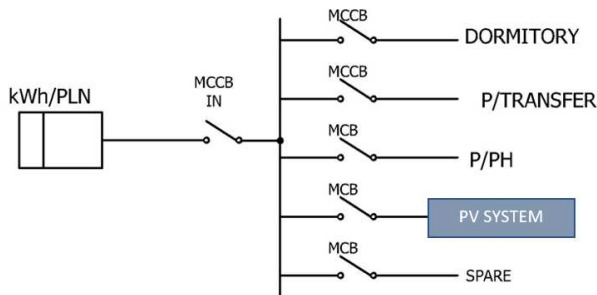 kWh/PLN
MCCB
IN
MCCB
DORMITORY
MCCB
P/TRANSFER
MCB
P/PH
MCB
PV SYSTEM
MCB
SPARE